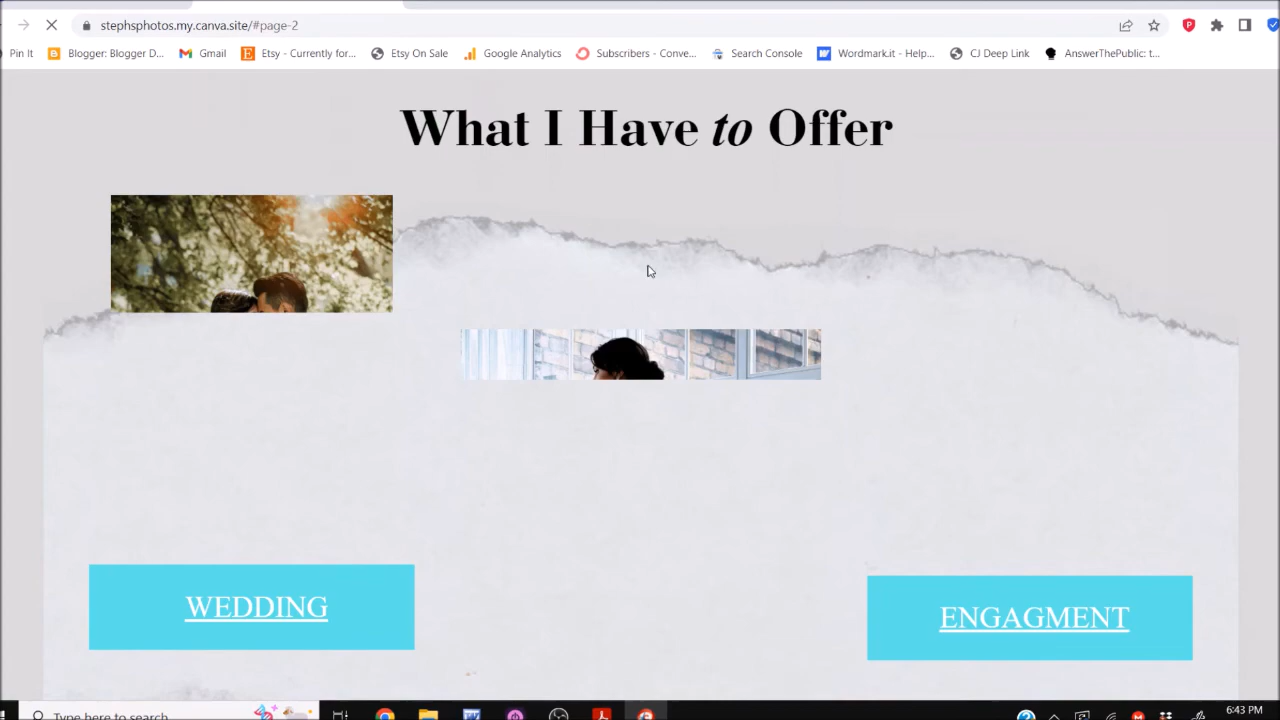 stephsphotos.my.canva.site/#page-2
Pin It Blogger: Blogger D... Gmail Etsy - Currently for... Etsy On Sale Google Analytics Subscribers - Conve... Search Console Wordmark.it - Help... CJ Deep Link AnswerThePublic: t...
What I Have to Offer
WEDDING
ENGAGMENT
Type here to search
6:43 PM